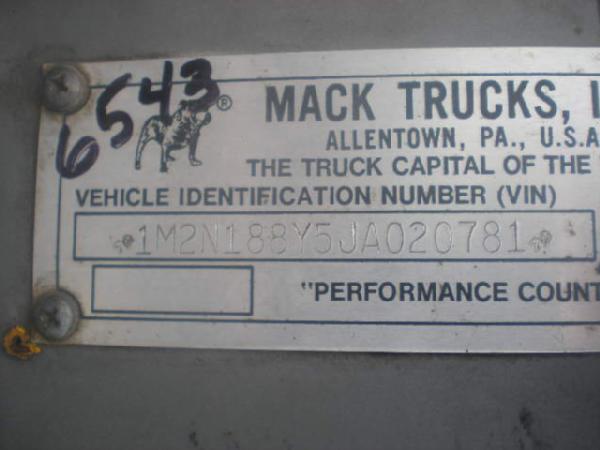 6543
® MACK TRUCKS, I
ALLENTOWN, PA., U.S.A
THE TRUCK CAPITAL OF THE
VEHICLE IDENTIFICATION NUMBER (VIN)
1M2N188Y5JA020781
"PERFORMANCE COUNT